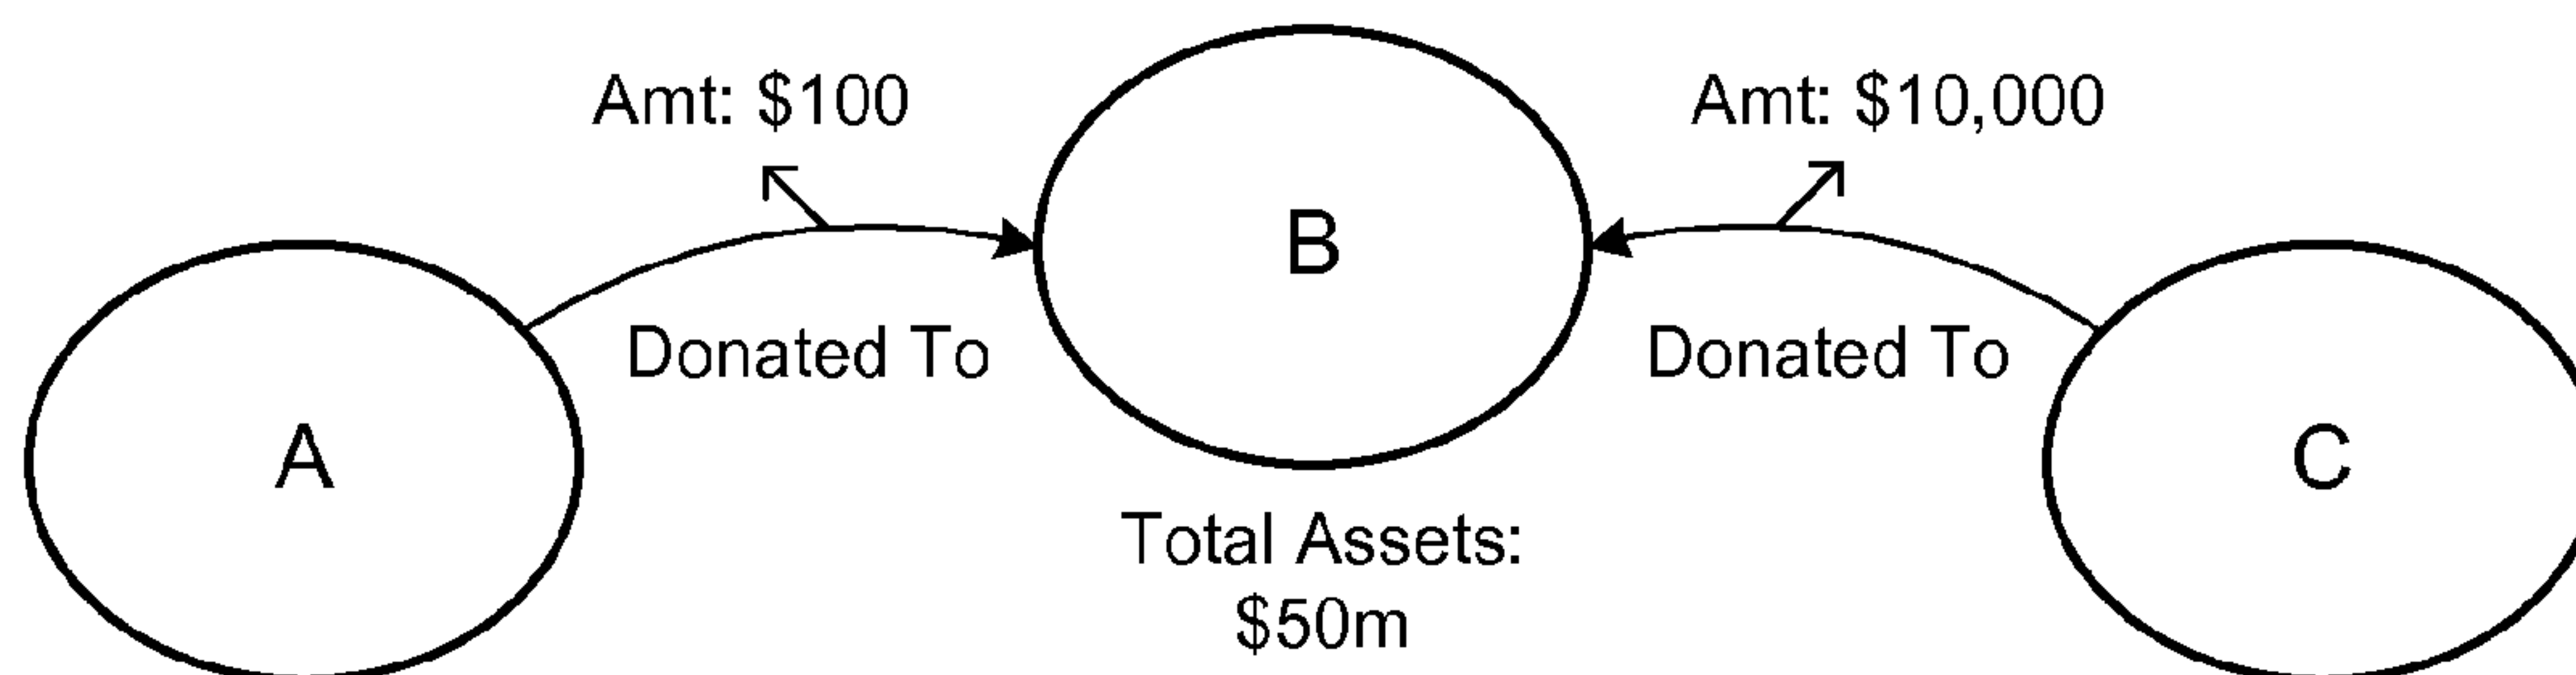 Amt: $100
Amt: $10,000
B
Donated To
Donated To
A
C
Total Assets:
$50m